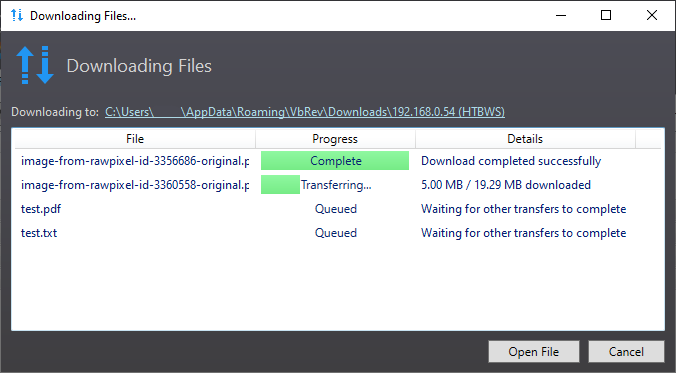 Downloading Files...
Downloading Files
Downloading to: C:\Users\ \AppData\Roaming\VbRev\Downloads\192.168.0.54 (HTBWS)
File Progress Details
image-from-rawpixel-id-3356686-original.p Complete Download completed successfully
image-from-rawpixel-id-3360558-original.p Transferring... 5.00 MB / 19.29 MB downloaded
test.pdf Queued Waiting for other transfers to complete
test.txt Queued Waiting for other transfers to complete
Open File Cancel